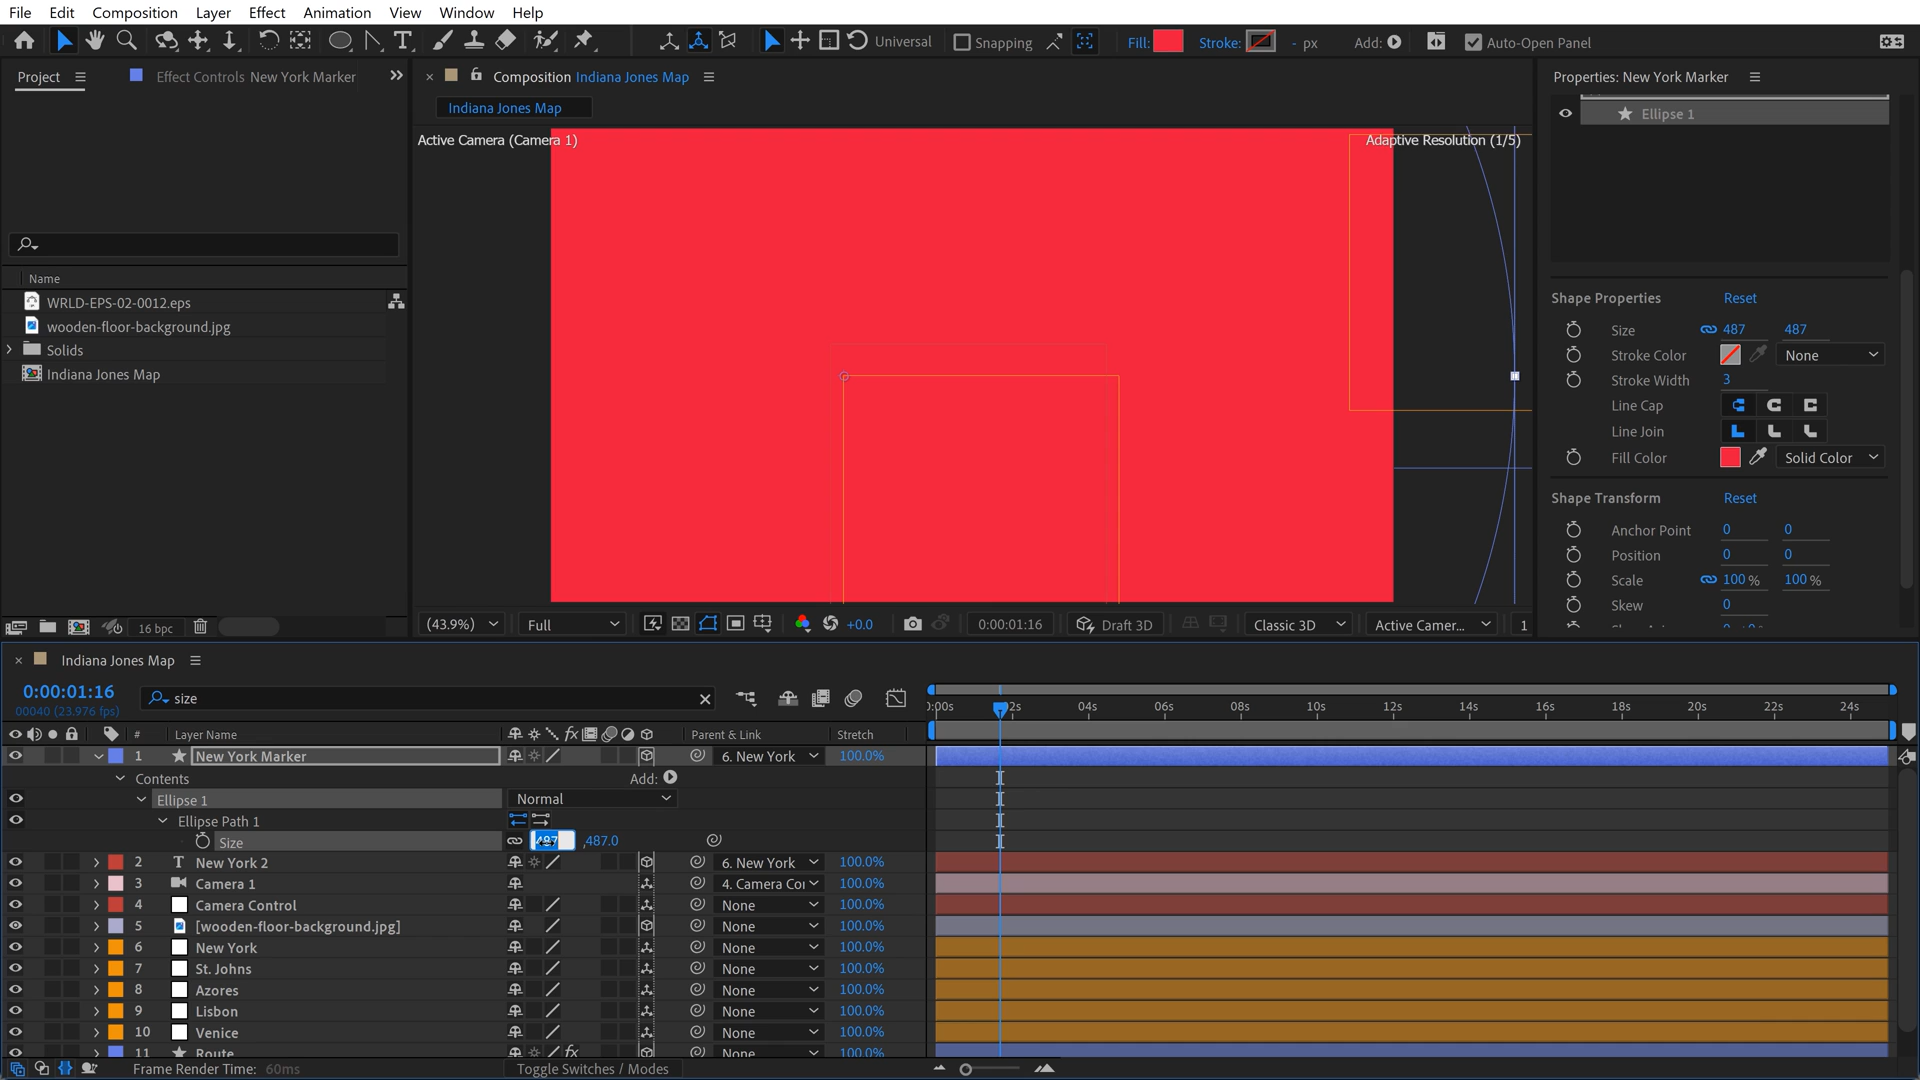 File Edit Composition Layer Effect Animation View Window Help
Universal Snapping Fill: Stroke: - px Add: Auto-Open Panel
Project Effect Controls New York Marker
Composition Indiana Jones Map
Properties: New York Marker
Indiana Jones Map
Ellipse 1
Active Camera (Camera 1) Adaptive Resolution (1/5)
Name
WRLD-EPS-02-0012.eps
wooden-floor-background.jpg
Solids
Indiana Jones Map
Shape Properties Reset
Size 487 487
Stroke Color None
Stroke Width 3
Line Cap
Line Join
Fill Color Solid Color
Shape Transform Reset
Anchor Point 0 0
Position 0 0
Scale 100 % 100 %
Skew 0
16 bpc
(43.9%) Full +0.0 0:00:01:16 Draft 3D Classic 3D Active Camer... 1
Indiana Jones Map
0:00:01:16 size
00040 (23.976 fps)
0:00s 02s 04s 06s 08s 10s 12s 14s 16s 18s 20s 22s 24s
# Layer Name fx Parent & Link Stretch
1 New York Marker 6. New York 100.0%
Contents Add:
Ellipse 1 Normal
Ellipse Path 1
Size 487 ,487.0
2 T New York 2 6. New York 100.0%
3 Camera 1 4. Camera Coı 100.0%
4 Camera Control None 100.0%
5 [wooden-floor-background.jpg] None 100.0%
6 New York None 100.0%
7 St. Johns None 100.0%
8 Azores None 100.0%
9 Lisbon None 100.0%
10 Venice None 100.0%
11 Route fx None 100.0%
Frame Render Time: 60ms Toggle Switches / Modes